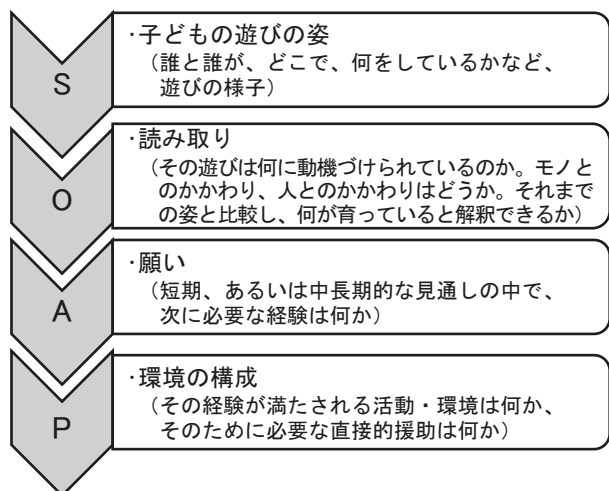 S
・子どもの遊びの姿
（誰と誰が、どこで、何をしているかなど、
遊びの様子）
O
・読み取り
（その遊びは何に動機づけられているのか。モノと
のかかわり、人とのかかわりはどうか。それまで
の姿と比較し、何が育っていると解釈できるか）
A
・願い
（短期、あるいは中長期的な見通しの中で、
次に必要な経験は何か）
P
・環境の構成
（その経験が満たされる活動・環境は何か、
そのために必要な直接的援助は何か）